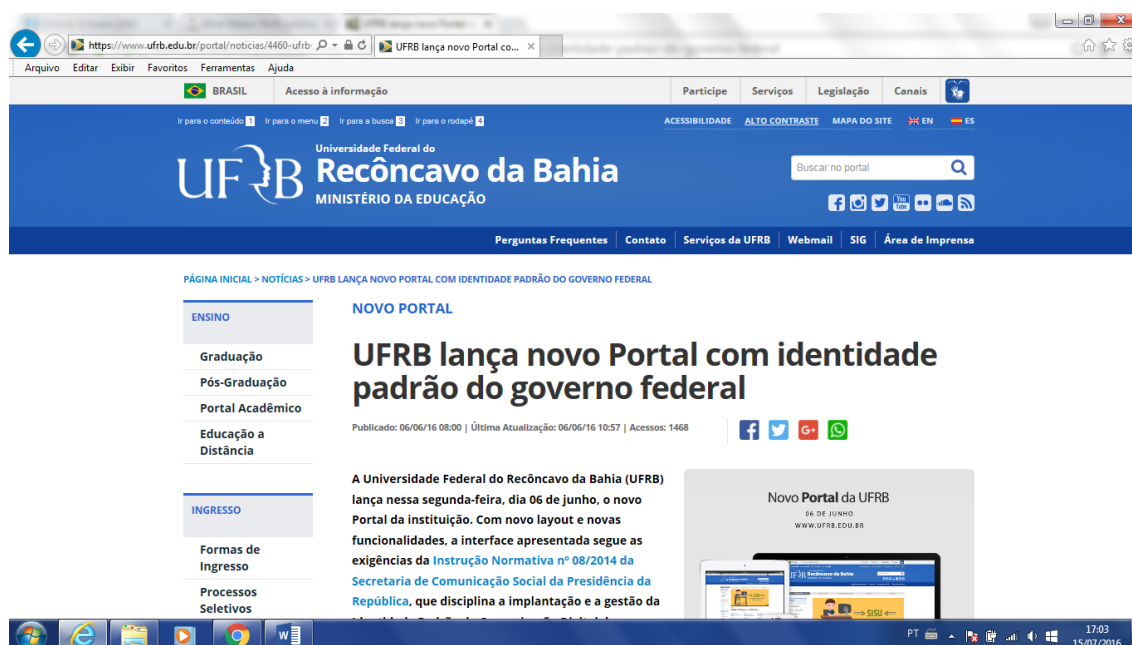 https://www.ufrb.edu.br/portal/noticias/4460-ufrb-
UFRB lança novo Portal co...
Arquivo Editar Exibir Favoritos Ferramentas Ajuda
BRASIL Acesso à informação Participe Serviços Legislação Canais
Ir para o conteúdo 1 Ir para o menu 2 Ir para a busca 3 Ir para o rodapé 4 ACESSIBILIDADE ALTO CONTRASTE MAPA DO SITE EN ES
Universidade Federal do
UFRB Recôncavo da Bahia
MINISTÉRIO DA EDUCAÇÃO
Buscar no portal
You Tube
Perguntas Frequentes Contato Serviços da UFRB Webmail SIG Área de Imprensa
PÁGINA INICIAL > NOTÍCIAS > UFRB LANÇA NOVO PORTAL COM IDENTIDADE PADRÃO DO GOVERNO FEDERAL
ENSINO
Graduação
Pós-Graduação
Portal Acadêmico
Educação a
Distância
INGRESSO
Formas de
Ingresso
Processos
Seletivos
NOVO PORTAL
UFRB lança novo Portal com identidade
padrão do governo federal
Publicado: 06/06/16 08:00 | Última Atualização: 06/06/16 10:57 | Acessos: 1468
A Universidade Federal do Recôncavo da Bahia (UFRB)
lança nessa segunda-feira, dia 06 de junho, o novo
Portal da instituição. Com novo layout e novas
funcionalidades, a interface apresentada segue as
exigências da Instrução Normativa nº 08/2014 da
Secretaria de Comunicação Social da Presidência da
República, que disciplina a implantação e a gestão da
Novo Portal da UFRB
06 DE JUNHO
WWW.UFRB.EDU.BR
Recôncavo da Bahia
SISU
PT 17:03
15/07/2016